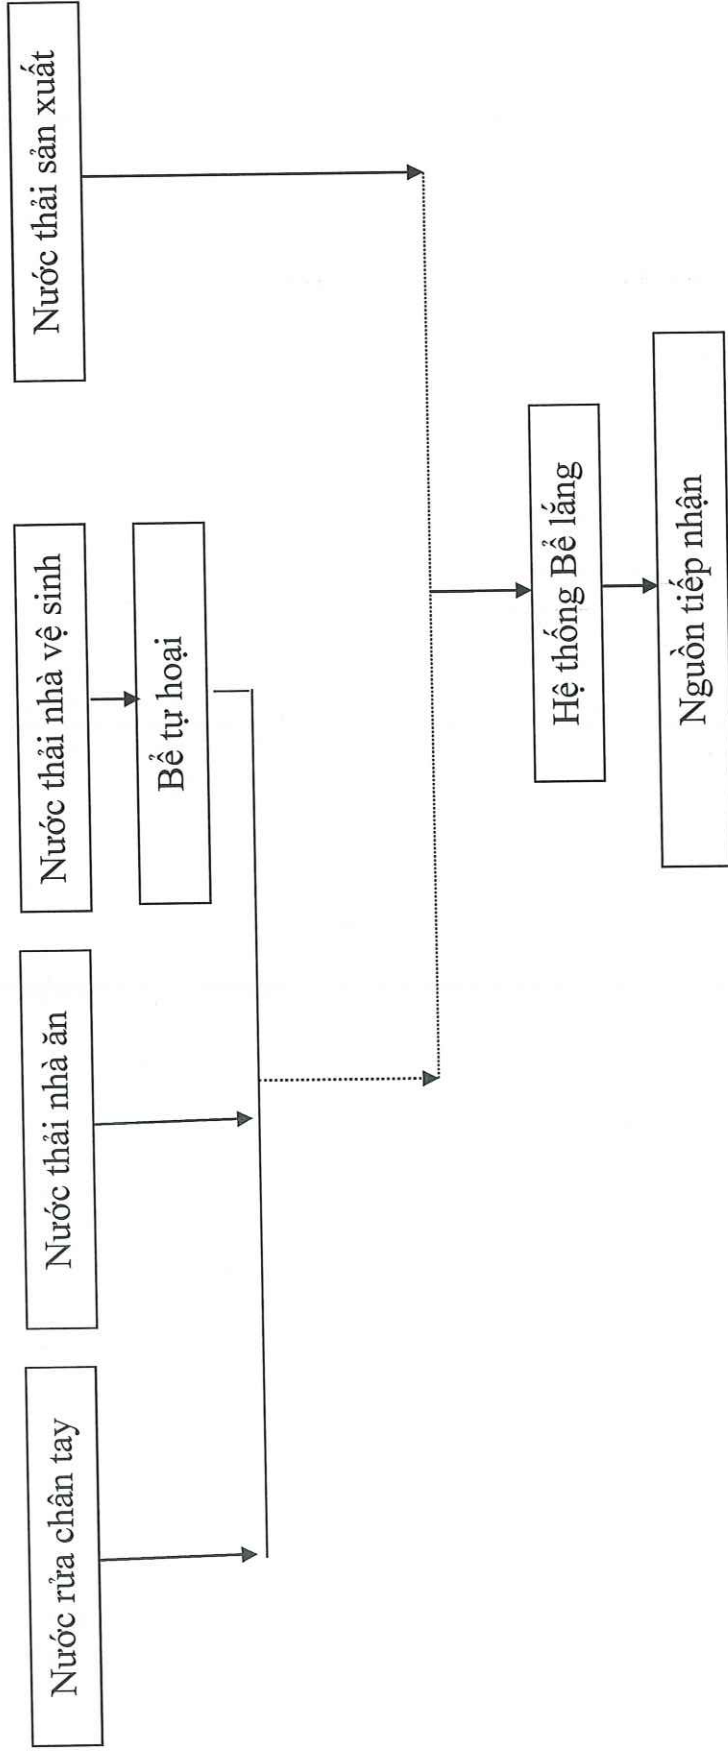 Nước rửa chân tay
Nước thải nhà ăn
Nước thải nhà vệ sinh
Nước thải sản xuất
Bể tự hoại
Hệ thống Bể lắng
Nguồn tiếp nhận